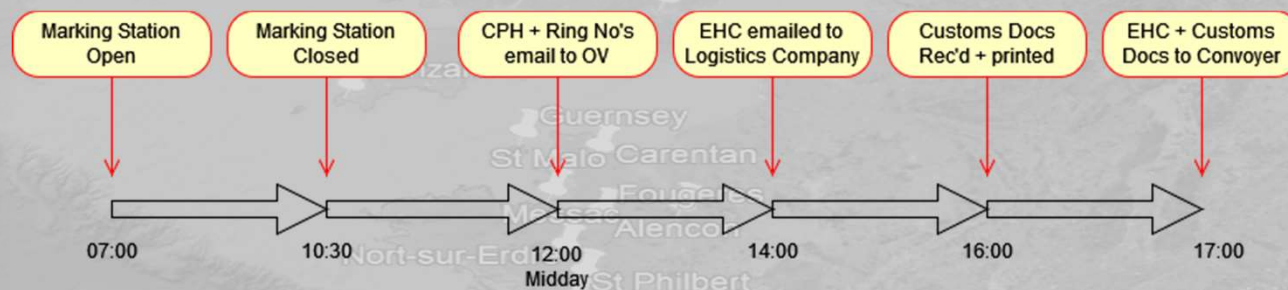 Marking Station
Open
Marking Station
Closed
CPH + Ring No's
email to OV
EHC emailed to
Logistics Company
Customs Docs
Rec'd + printed
EHC + Customs
Docs to Convoyer
Guernsey
St Malo
Carentan
Fougeres
Messac
Alencon
Nort-sur-Erd
St Philbert
07:00
10:30
12:00
Midday
14:00
16:00
17:00